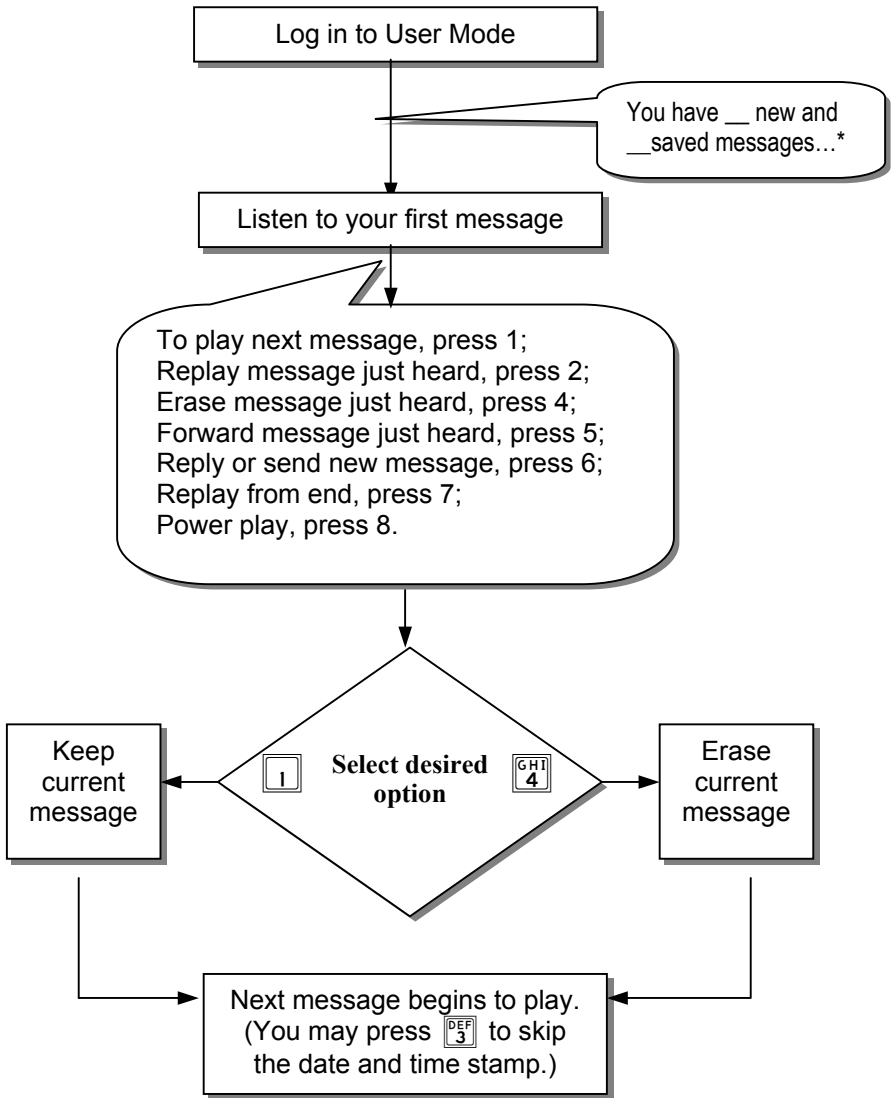 Log in to User Mode
You have __ new and
__saved messages…*
Listen to your first message
To play next message, press 1;
Replay message just heard, press 2;
Erase message just heard, press 4;
Forward message just heard, press 5;
Reply or send new message, press 6;
Replay from end, press 7;
Power play, press 8.
Keep
current
message
1
Select desired
option
GHI
4
Erase
current
message
Next message begins to play.
(You may press DEF 3 to skip
the date and time stamp.)